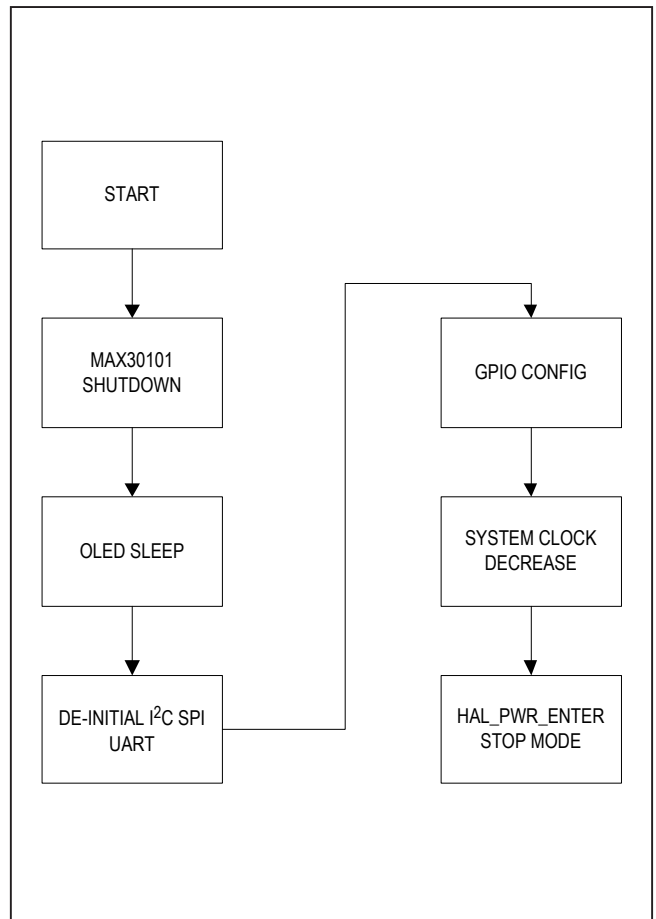 START
MAX30101
SHUTDOWN
OLED SLEEP
DE-INITIAL I²C SPI
UART
GPIO CONFIG
SYSTEM CLOCK
DECREASE
HAL_PWR_ENTER
STOP MODE